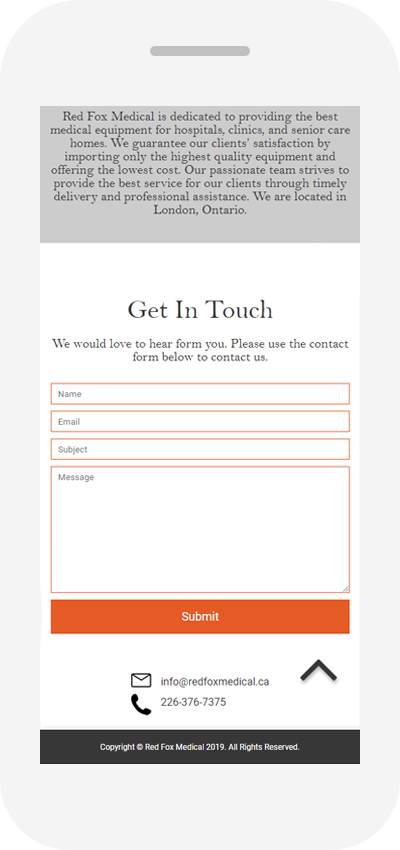 Red Fox Medical is dedicated to providing the best
medical equipment for hospitals, clinics, and senior care
homes. We guarantee our clients' satisfaction by
importing only the highest quality equipment and
offering the lowest cost. Our passionate team strives to
provide the best service for our clients through timely
delivery and professional assistance. We are located in
London, Ontario.
Get In Touch
We would love to hear form you. Please use the contact
form below to contact us.
Name
Email
Subject
Message
Submit
info@redfoxmedical.ca
226-376-7375
Copyright © Red Fox Medical 2019. All Rights Reserved.